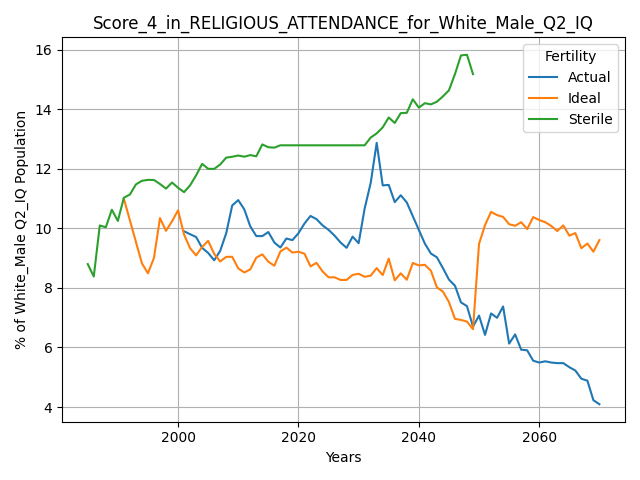 Score_4_in_RELIGIOUS_ATTENDANCE_for_White_Male_Q2_IQ
Fertility
Actual
Ideal
Sterile
% of White_Male Q2_IQ Population
16
14
12
10
8
6
4
2000
2020
2040
2060
Years